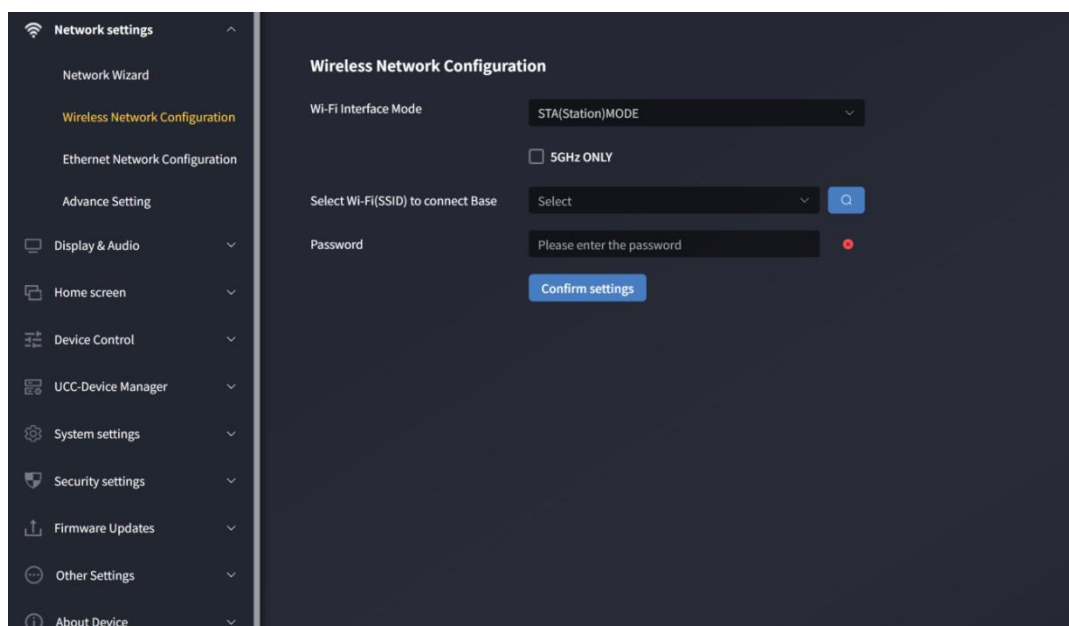 Network settings
Network Wizard
Wireless Network Configuration
Ethernet Network Configuration
Advance Setting
Display & Audio
Home screen
Device Control
UCC-Device Manager
System settings
Security settings
Firmware Updates
Other Settings
About Device
Wireless Network Configuration
Wi-Fi Interface Mode
STA(Station)MODE
5GHz ONLY
Select Wi-Fi(SSID) to connect Base
Select
Password
Please enter the password
Confirm settings